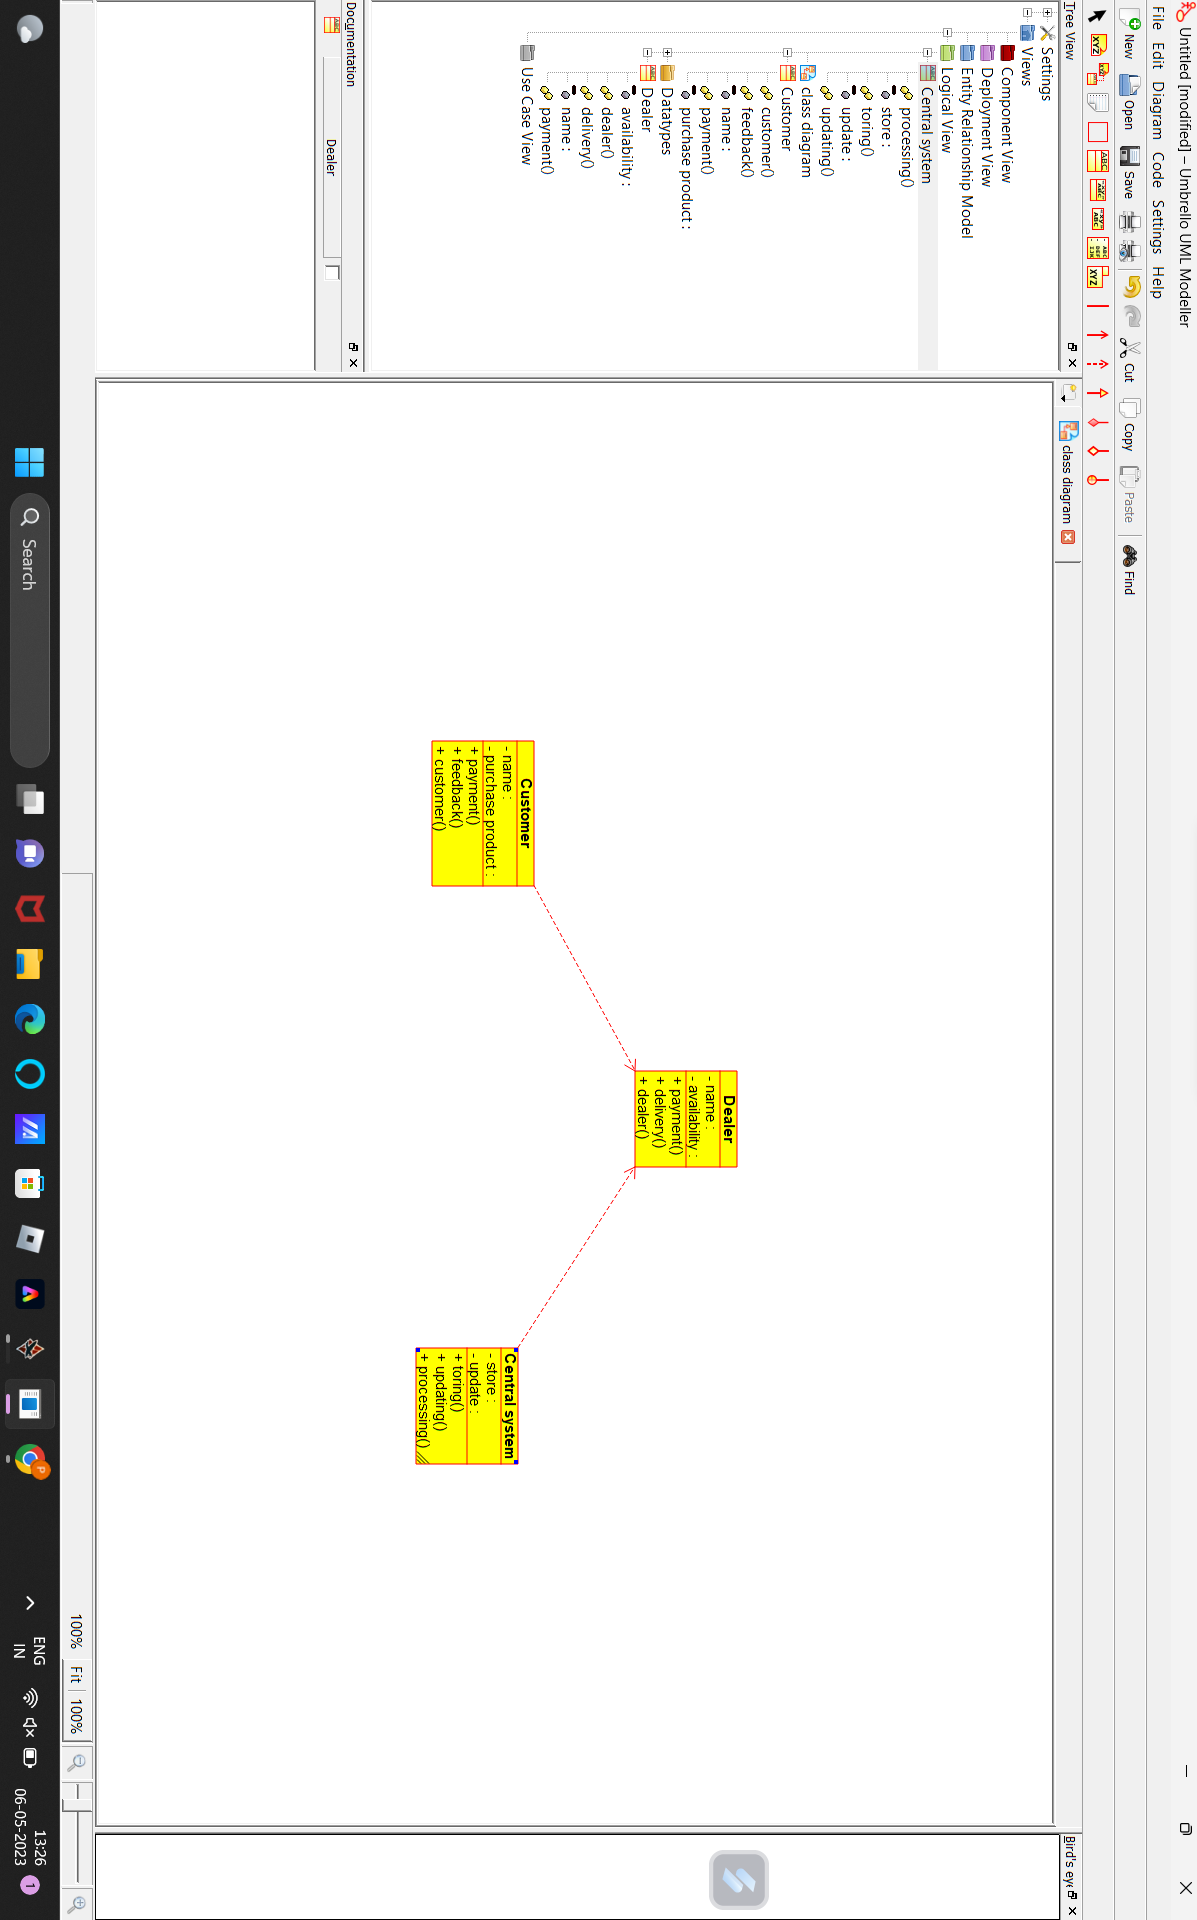 Untitled [modified] – Umbrello UML Modeller
File Edit Diagram Code Settings Help
New Open Save Cut Copy Paste Find
Tree View
Settings
Views
Component View
Deployment View
Entity Relationship Model
Logical View
Central system
processing()
store :
toring()
update :
updating()
class diagram
Customer
customer()
feedback()
name :
payment()
purchase product :
Datatypes
Dealer
availability :
dealer()
delivery()
name :
payment()
Use Case View
Documentation
Dealer
class diagram
Customer
- name :
- purchase product :
+ payment()
+ feedback()
+ customer()
Dealer
- name :
- availability :
+ payment()
+ delivery()
+ dealer()
Central system
- store :
- update :
+ toring()
+ updating()
+ processing()
Bird's eye
100% Fit 100%
Search
ENG
IN
13:26
06-05-2023
1